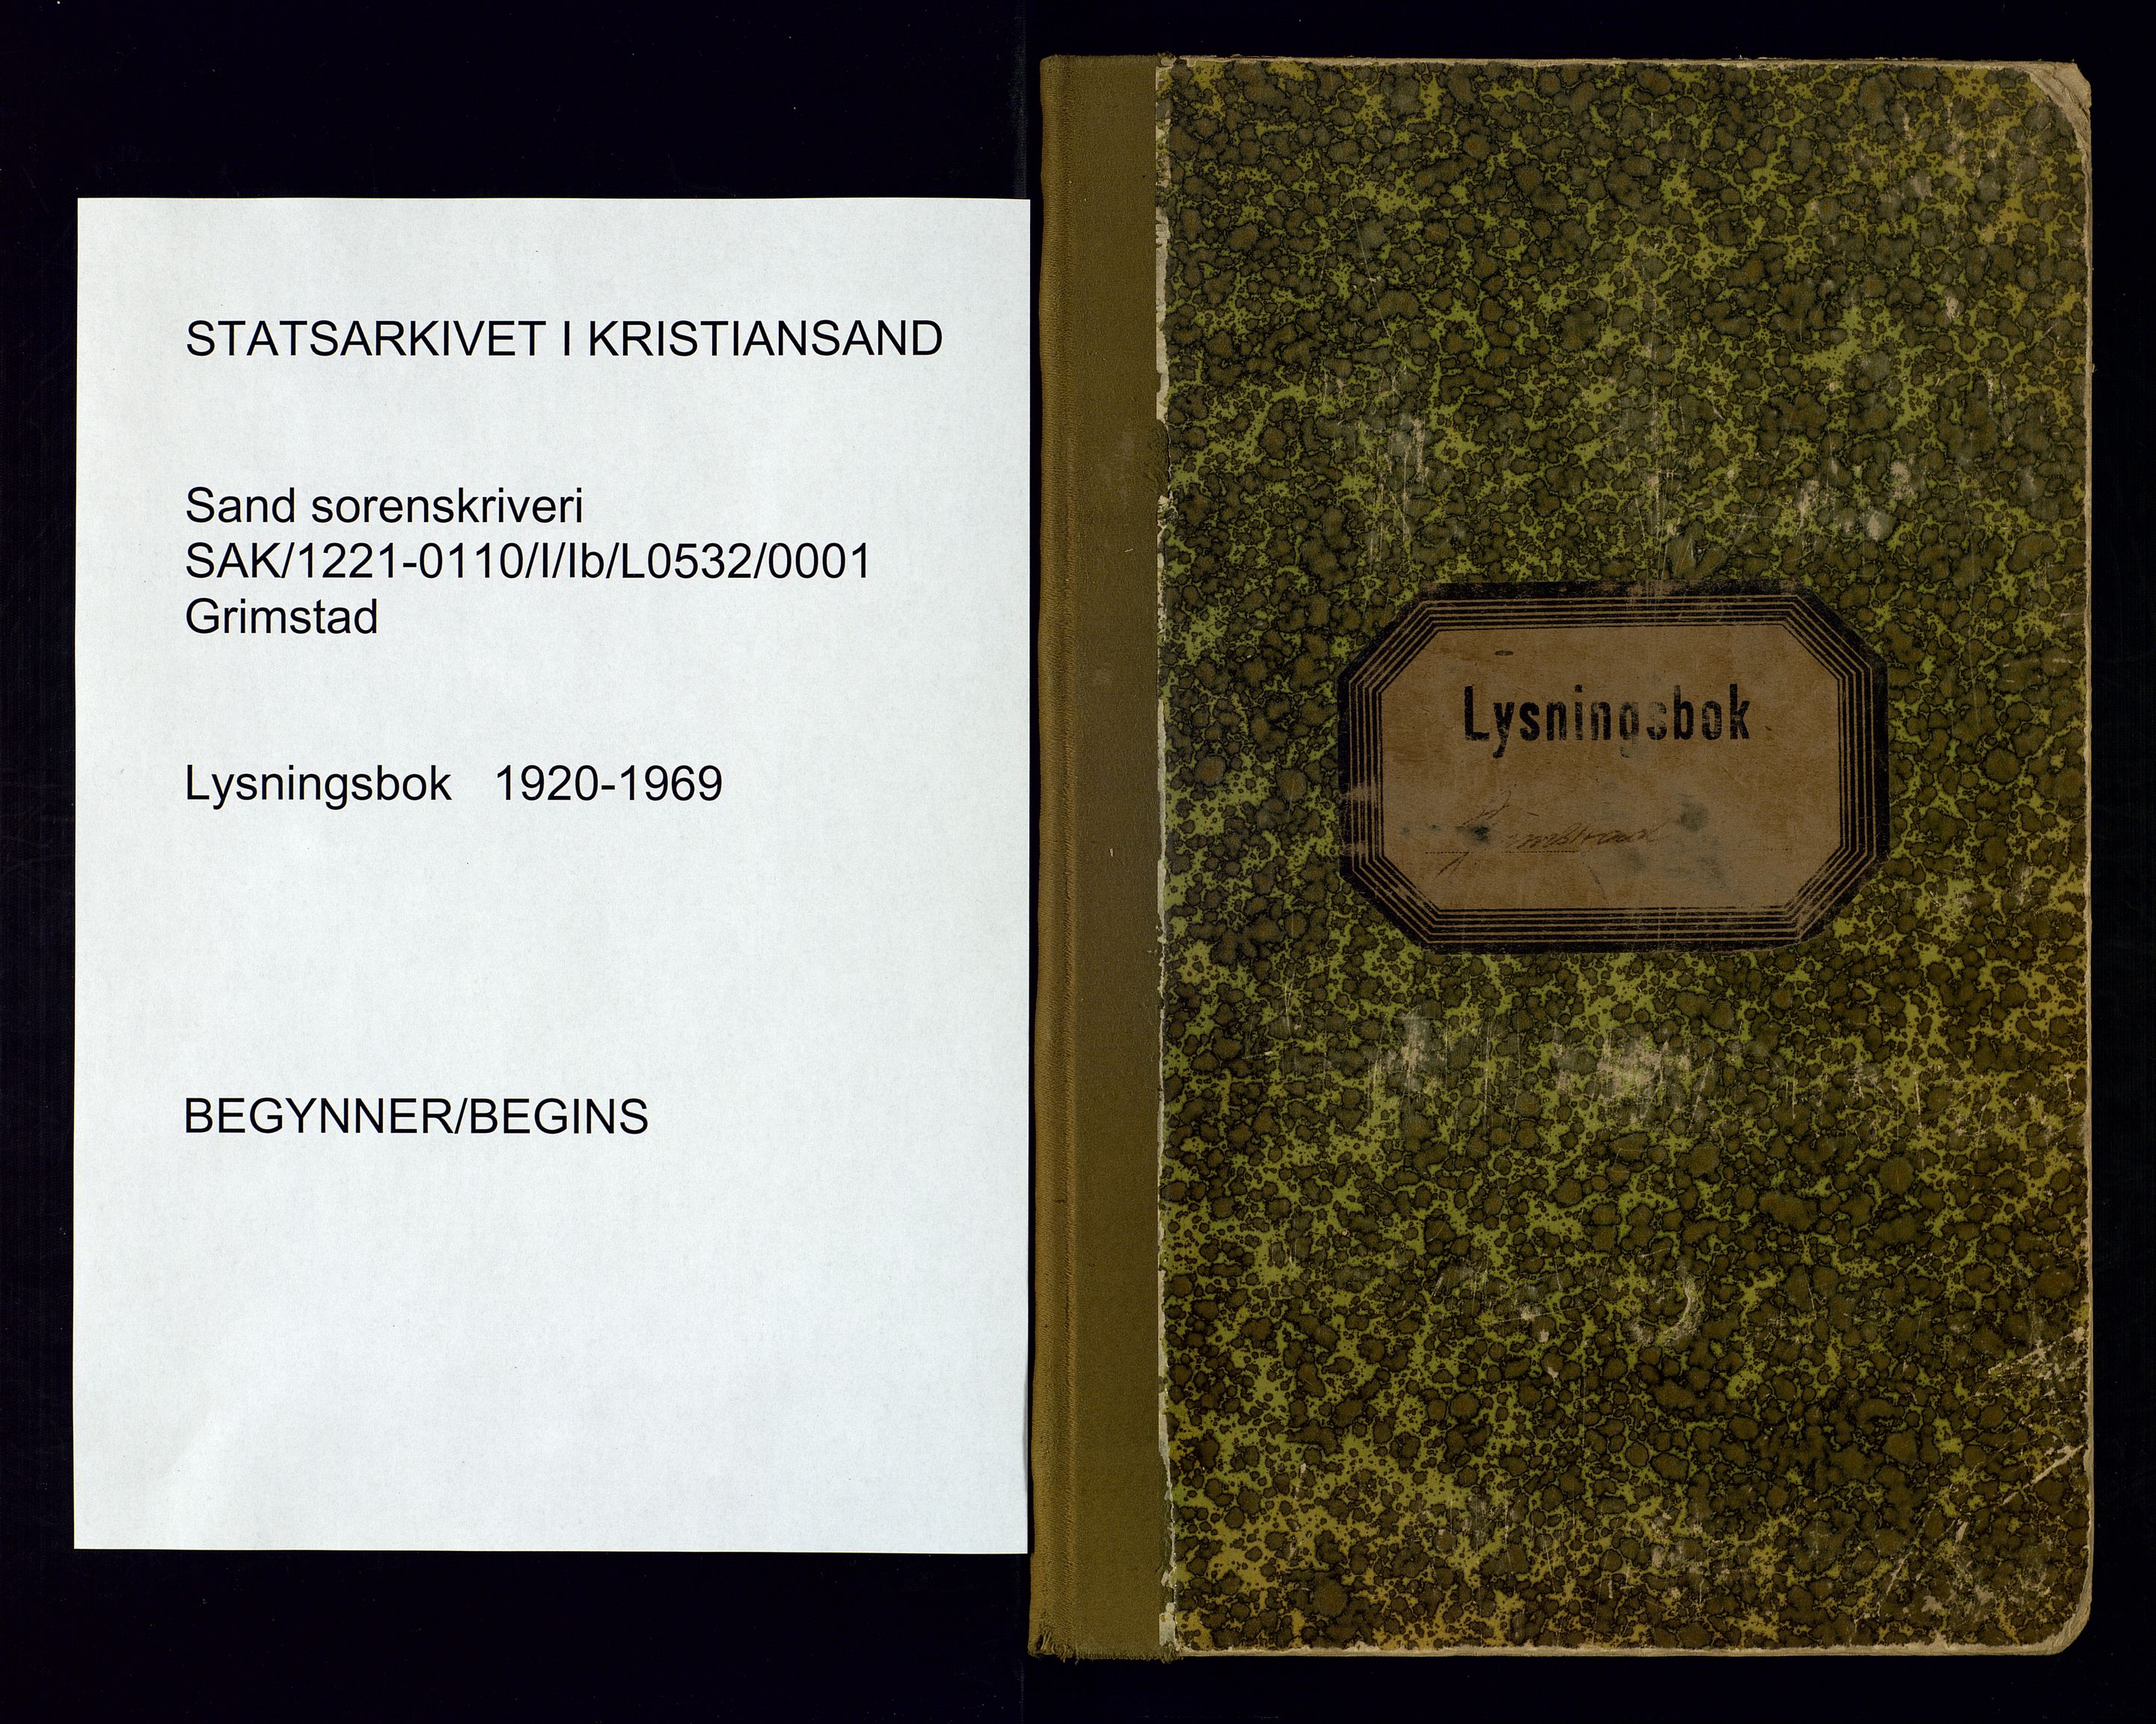 STATSARKIVET I KRISTIANSAND
Sand sorenskriveri
SAK/1221-0110/I/Ib/L0532/0001
Grimstad
Lysningsbok 1920-1969
BEGYNNER/BEGINS
Lysningsbok